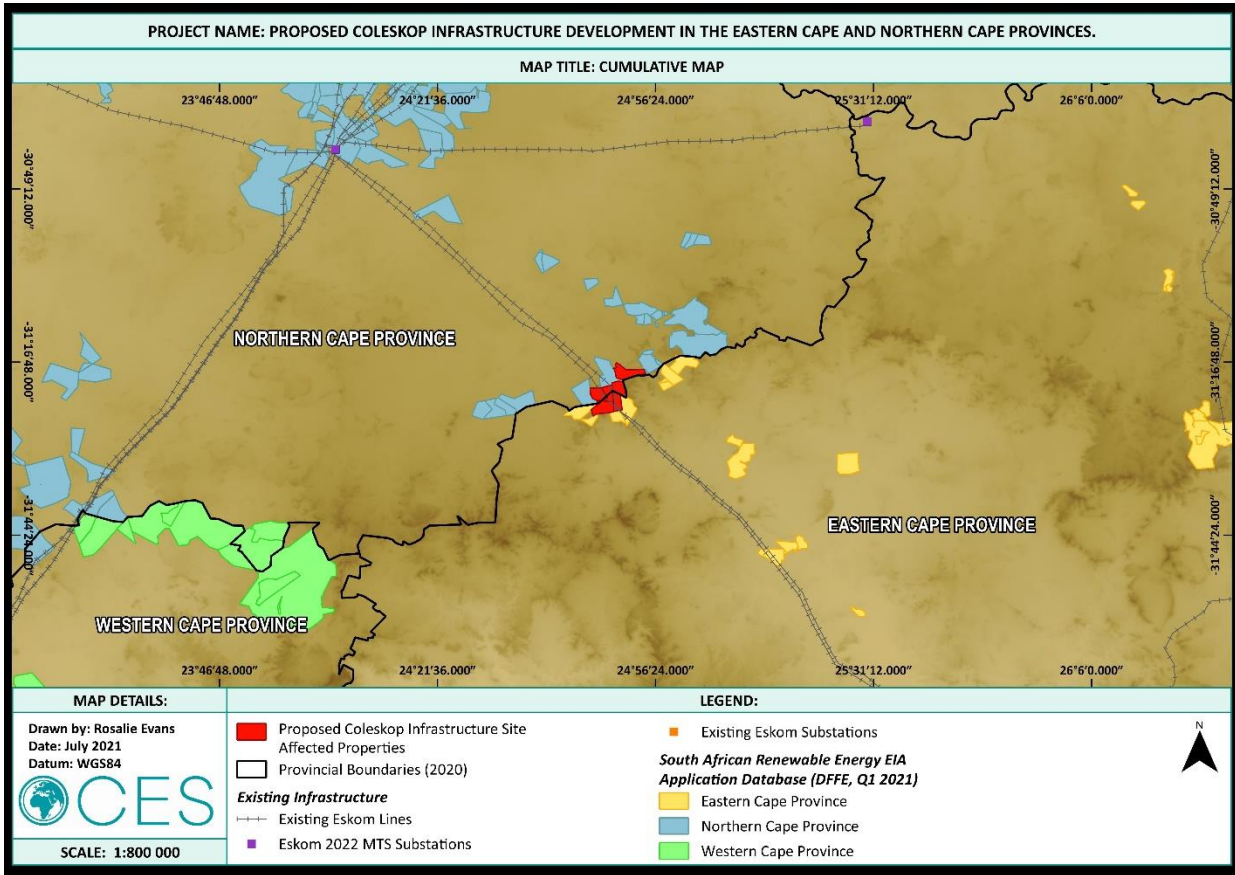 PROJECT NAME: PROPOSED COLESKOP INFRASTRUCTURE DEVELOPMENT IN THE EASTERN CAPE AND NORTHERN CAPE PROVINCES.
MAP TITLE: CUMULATIVE MAP
23°46'48.000"
24°21'36.000"
24°56'24.000"
25°31'12.000"
26°6'0.000"
-30°49'12.000"
-30°49'12.000"
-31°16'48.000"
-31°16'48.000"
-31°44'24.000"
-31°44'24.000"
NORTHERN CAPE PROVINCE
EASTERN CAPE PROVINCE
WESTERN CAPE PROVINCE
23°46'48.000"
24°21'36.000"
24°56'24.000"
25°31'12.000"
26°6'0.000"
MAP DETAILS:
Drawn by: Rosalie Evans
Date: July 2021
Datum: WGS84
CES
SCALE: 1:800 000
LEGEND:
Proposed Coleskop Infrastructure Site
Affected Properties
Provincial Boundaries (2020)
Existing Infrastructure
Existing Eskom Lines
Eskom 2022 MTS Substations
Existing Eskom Substations
South African Renewable Energy EIA
Application Database (DFFE, Q1 2021)
Eastern Cape Province
Northern Cape Province
Western Cape Province
N